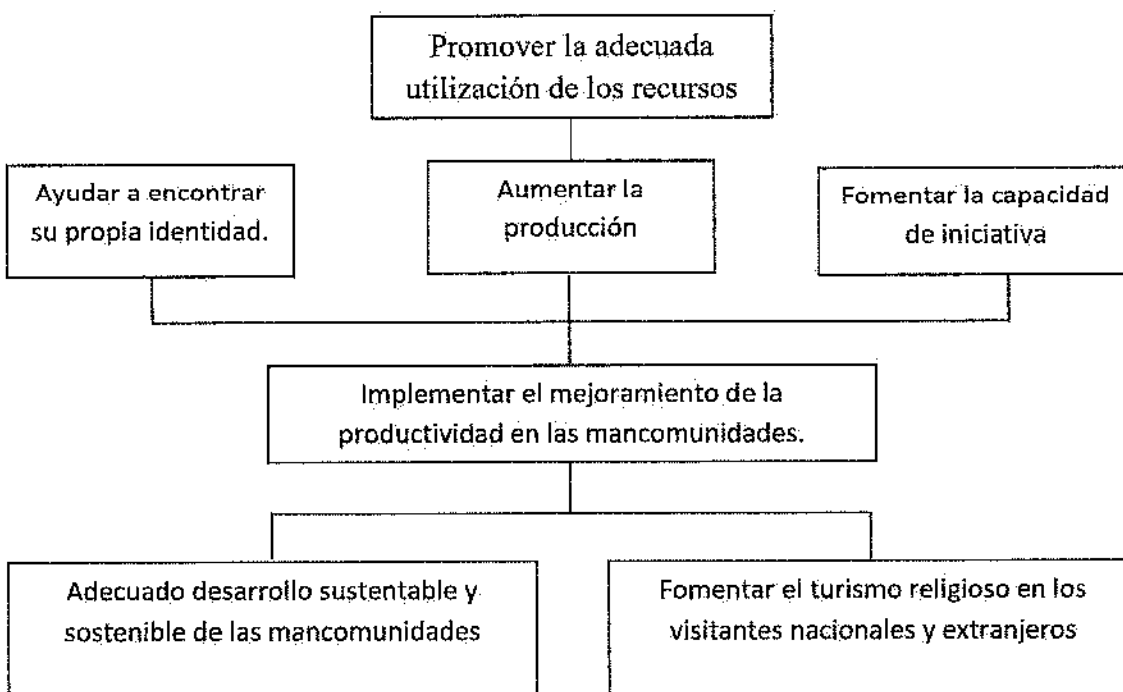 Promover la adecuada
utilización de los recursos
Ayudar a encontrar
su propia identidad.
Aumentar la
producción
Fomentar la capacidad
de iniciativa
Implementar el mejoramiento de la
productividad en las mancomunidades.
Adecuado desarrollo sustentable y
sostenible de las mancomunidades
Fomentar el turismo religioso en los
visitantes nacionales y extranjeros